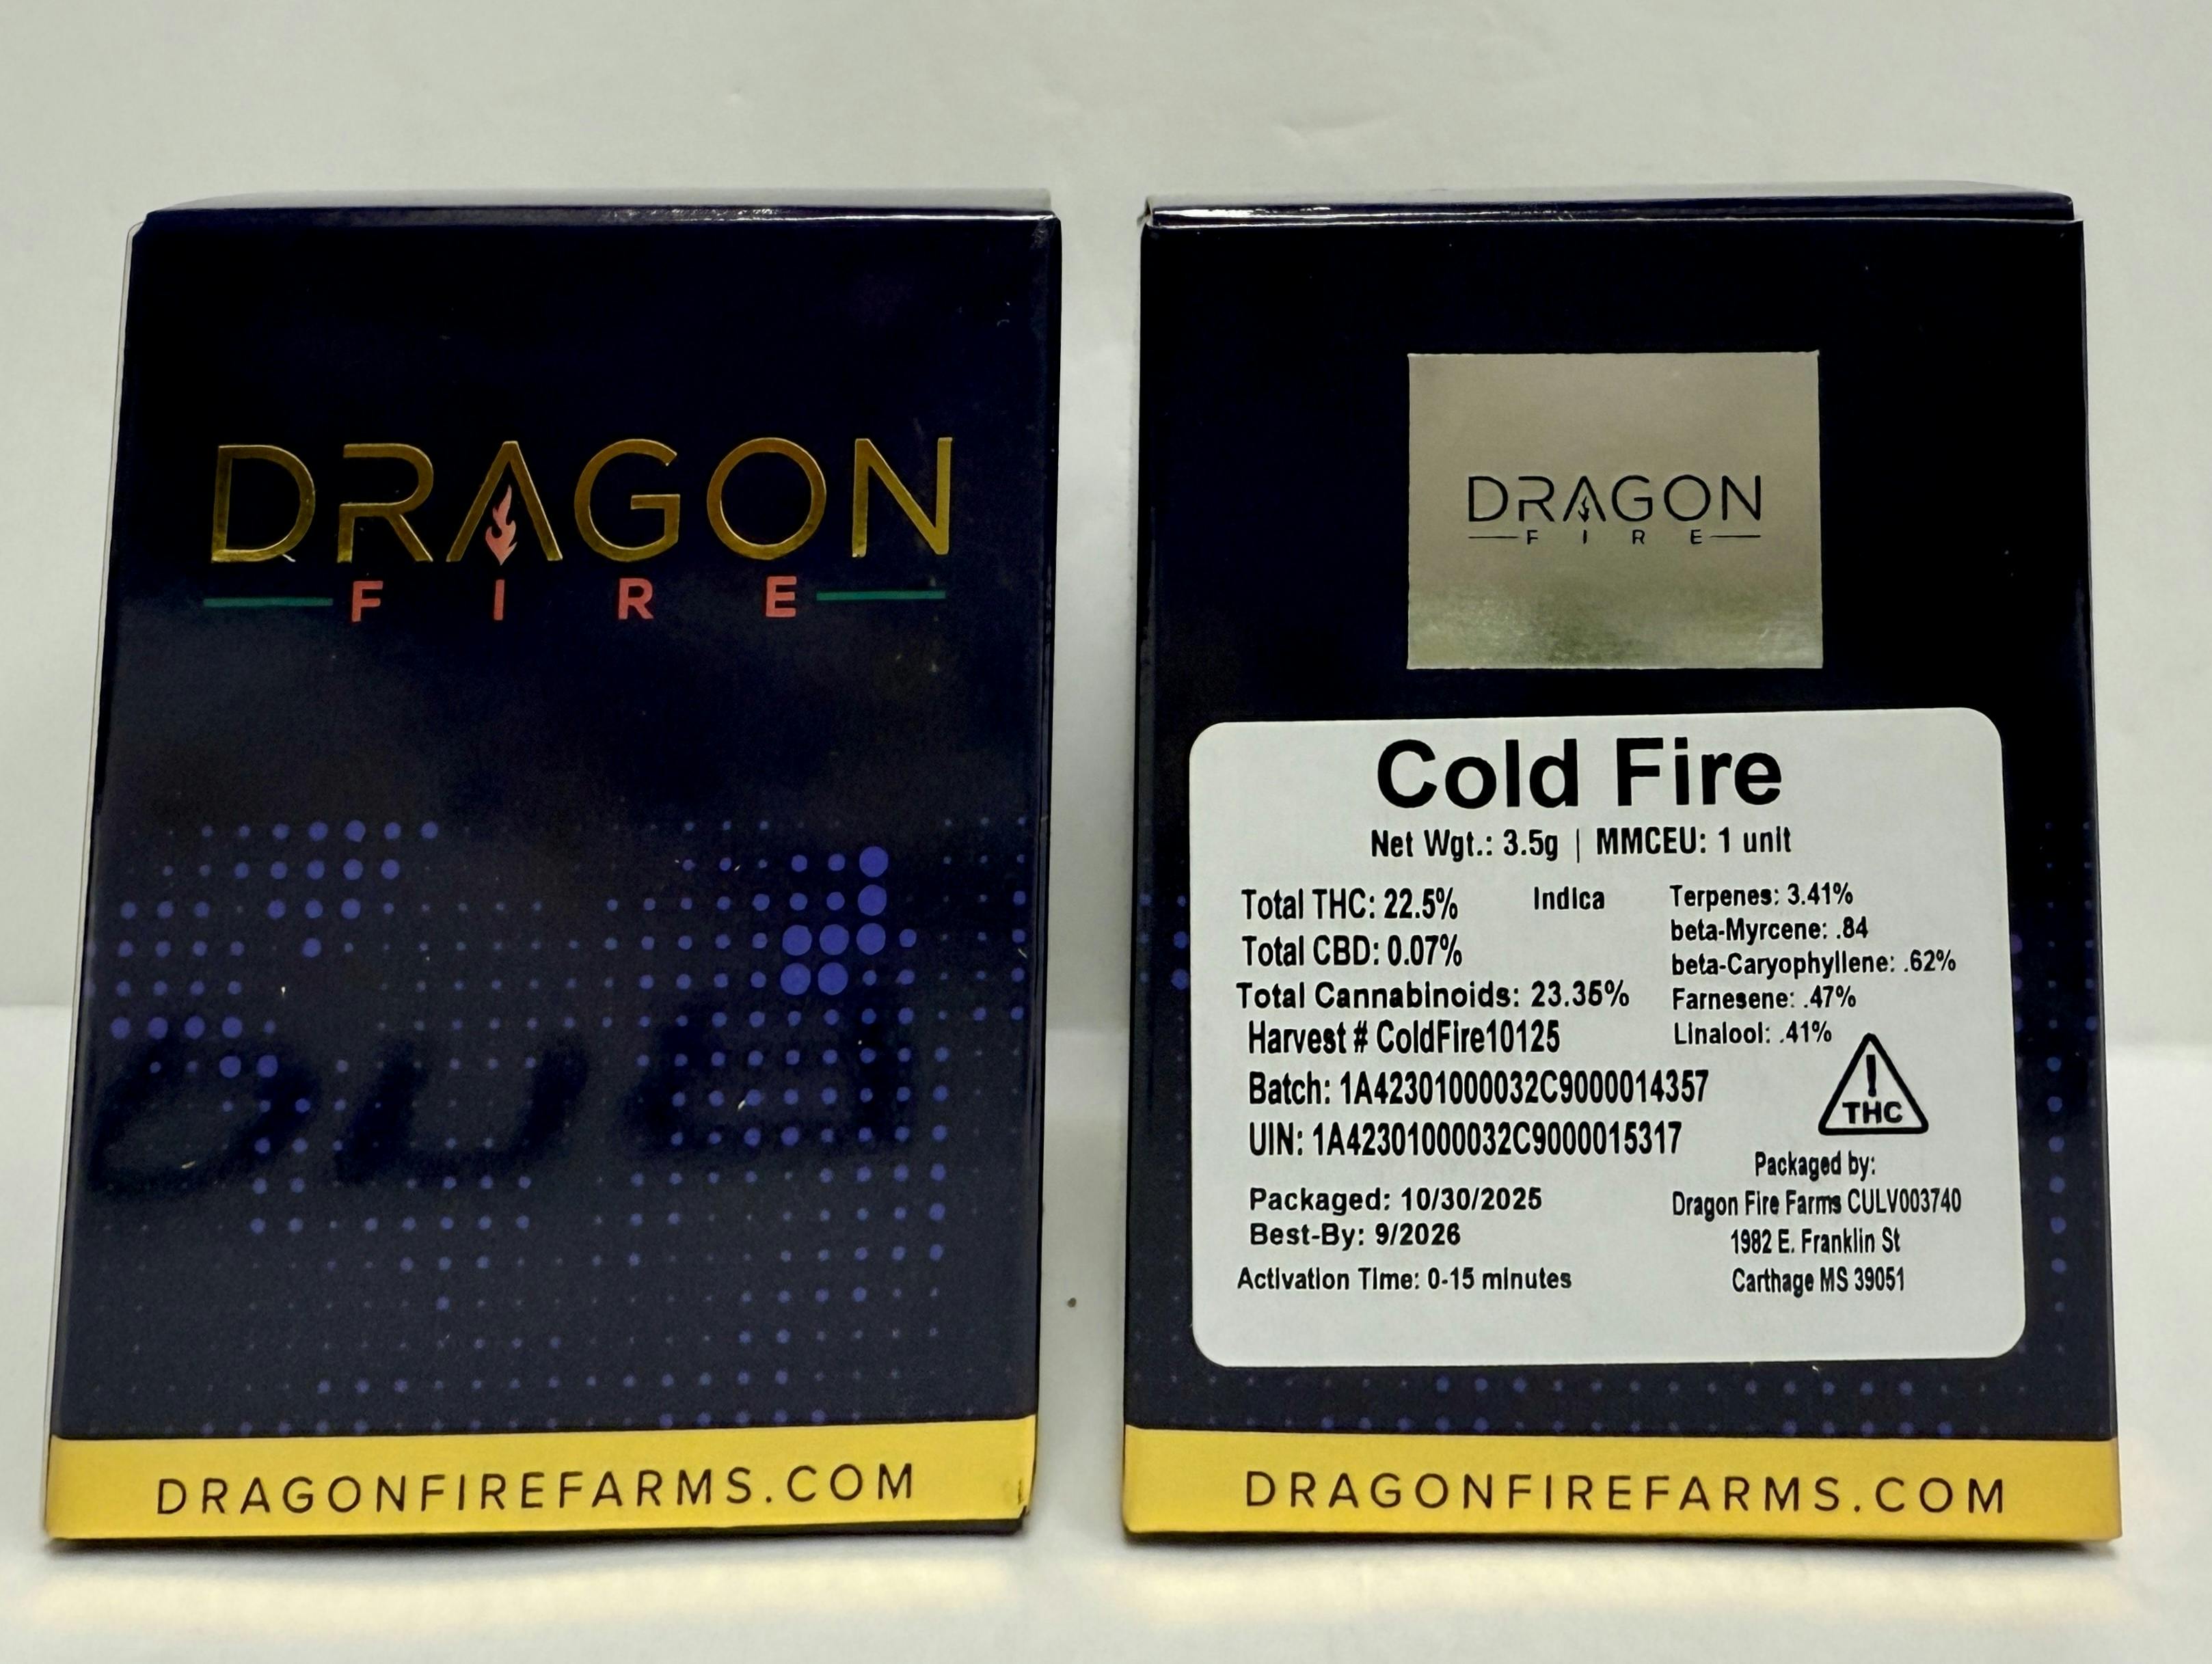 DRAGON
FIRE
DRAGONFIREFARMS.COM
DRAGON
FIRE
Cold Fire
Net Wgt.: 3.5g | MMCEU: 1 unit
Total THC: 22.5%
Indica
Terpenes: 3.41%
Total CBD: 0.07%
beta-Myrcene: .84
beta-Caryophyllene: .62%
Total Cannabinoids: 23.35%
Farnesene: .47%
Harvest # ColdFire10125
Linalool: .41%
Batch: 1A42301000032C9000014357
!
THC
UIN: 1A42301000032C9000015317
Packaged: 10/30/2025
Best-By: 9/2026
Activation Time: 0-15 minutes
Packaged by:
Dragon Fire Farms CULV003740
1982 E. Franklin St
Carthage MS 39051
DRAGONFIREFARMS.COM